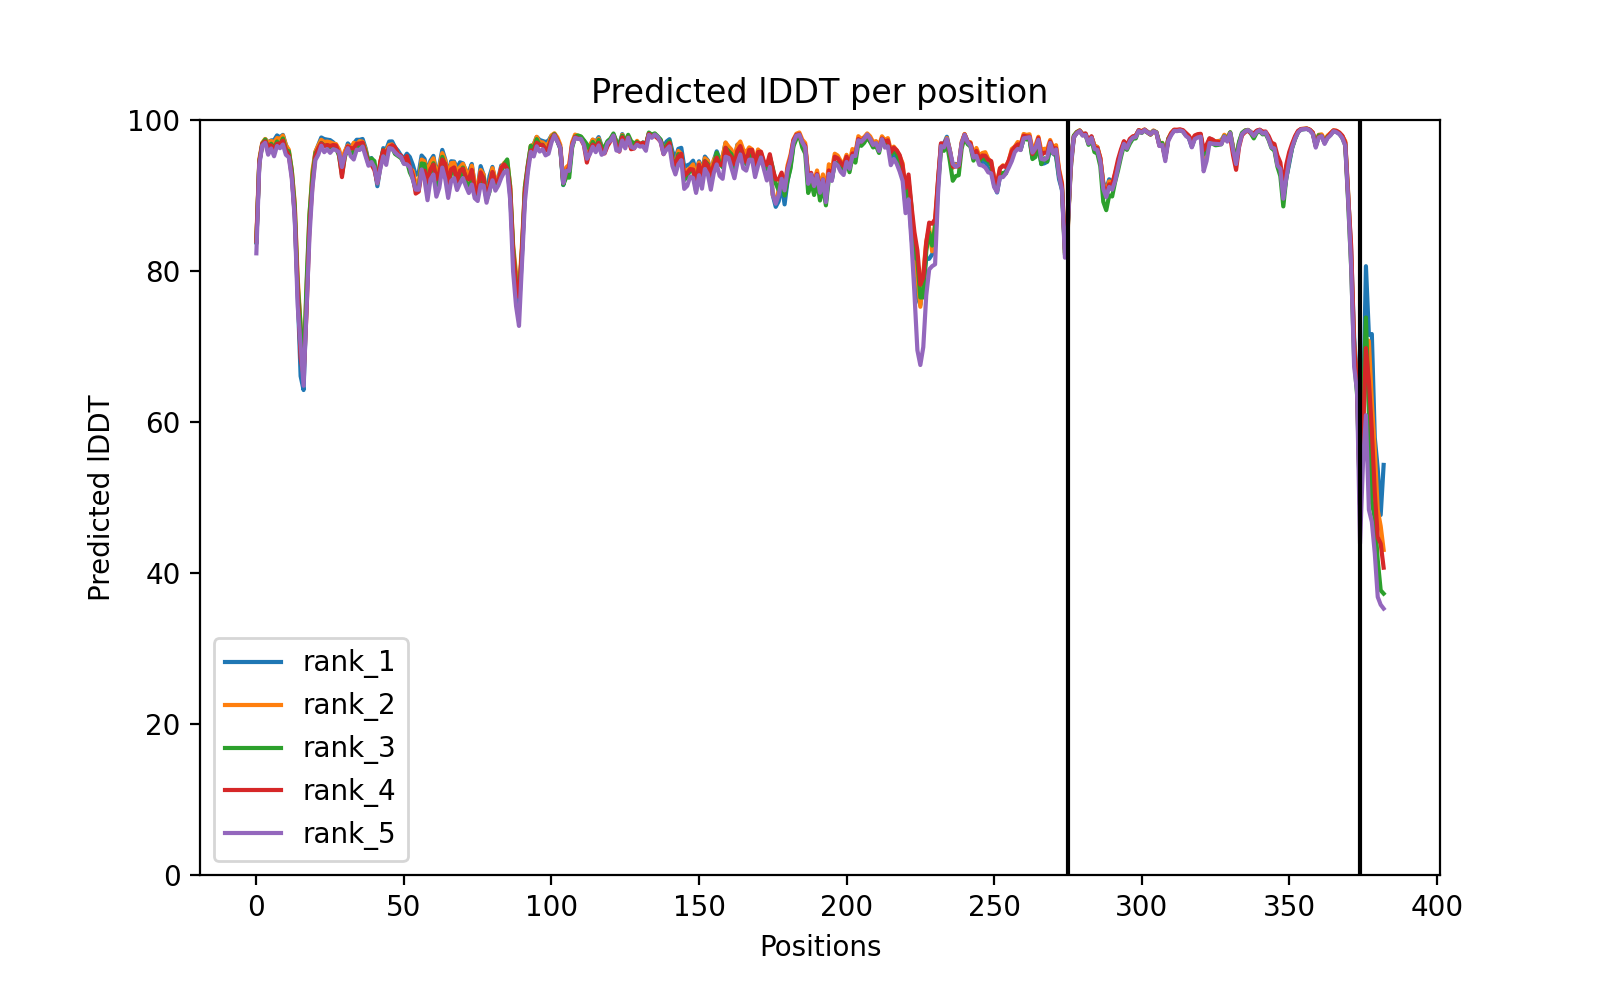 Predicted lDDT per position
Predicted lDDT
100
80
60
40
20
0
rank_1
rank_2
rank_3
rank_4
rank_5
0 50 100 150 200 250 300 350 400
Positions